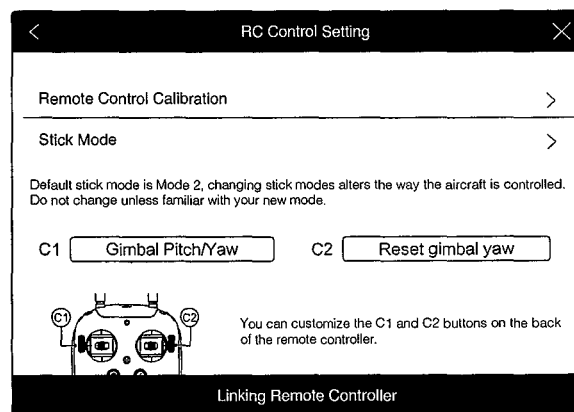 RC Control Setting
Remote Control Calibration
Stick Mode
Default stick mode is Mode 2, changing stick modes alters the way the aircraft is controlled.
Do not change unless familiar with your new mode.
C1 Gimbal Pitch/Yaw C2 Reset gimbal yaw
C1 C2
You can customize the C1 and C2 buttons on the back
of the remote controller.
Linking Remote Controller